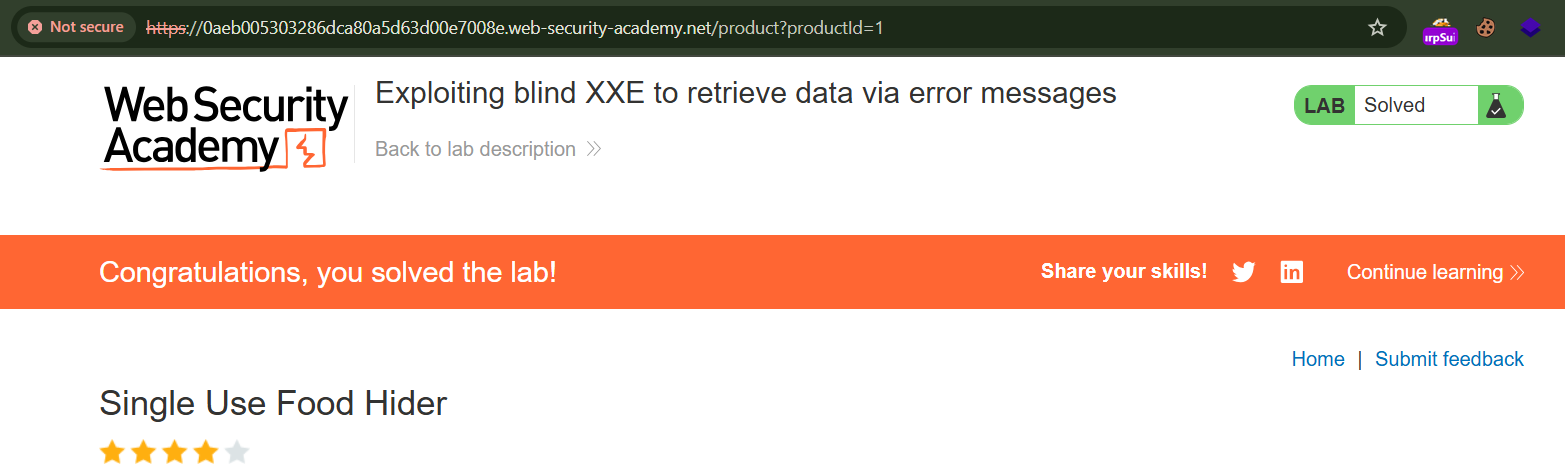 Not secure https://0aeb005303286dca80a5d63d00e7008e.web-security-academy.net/product?productId=1
urpSui
Web Security
Academy
Exploiting blind XXE to retrieve data via error messages
Back to lab description
LAB Solved
Congratulations, you solved the lab!
Share your skills!
Continue learning
Home | Submit feedback
Single Use Food Hider